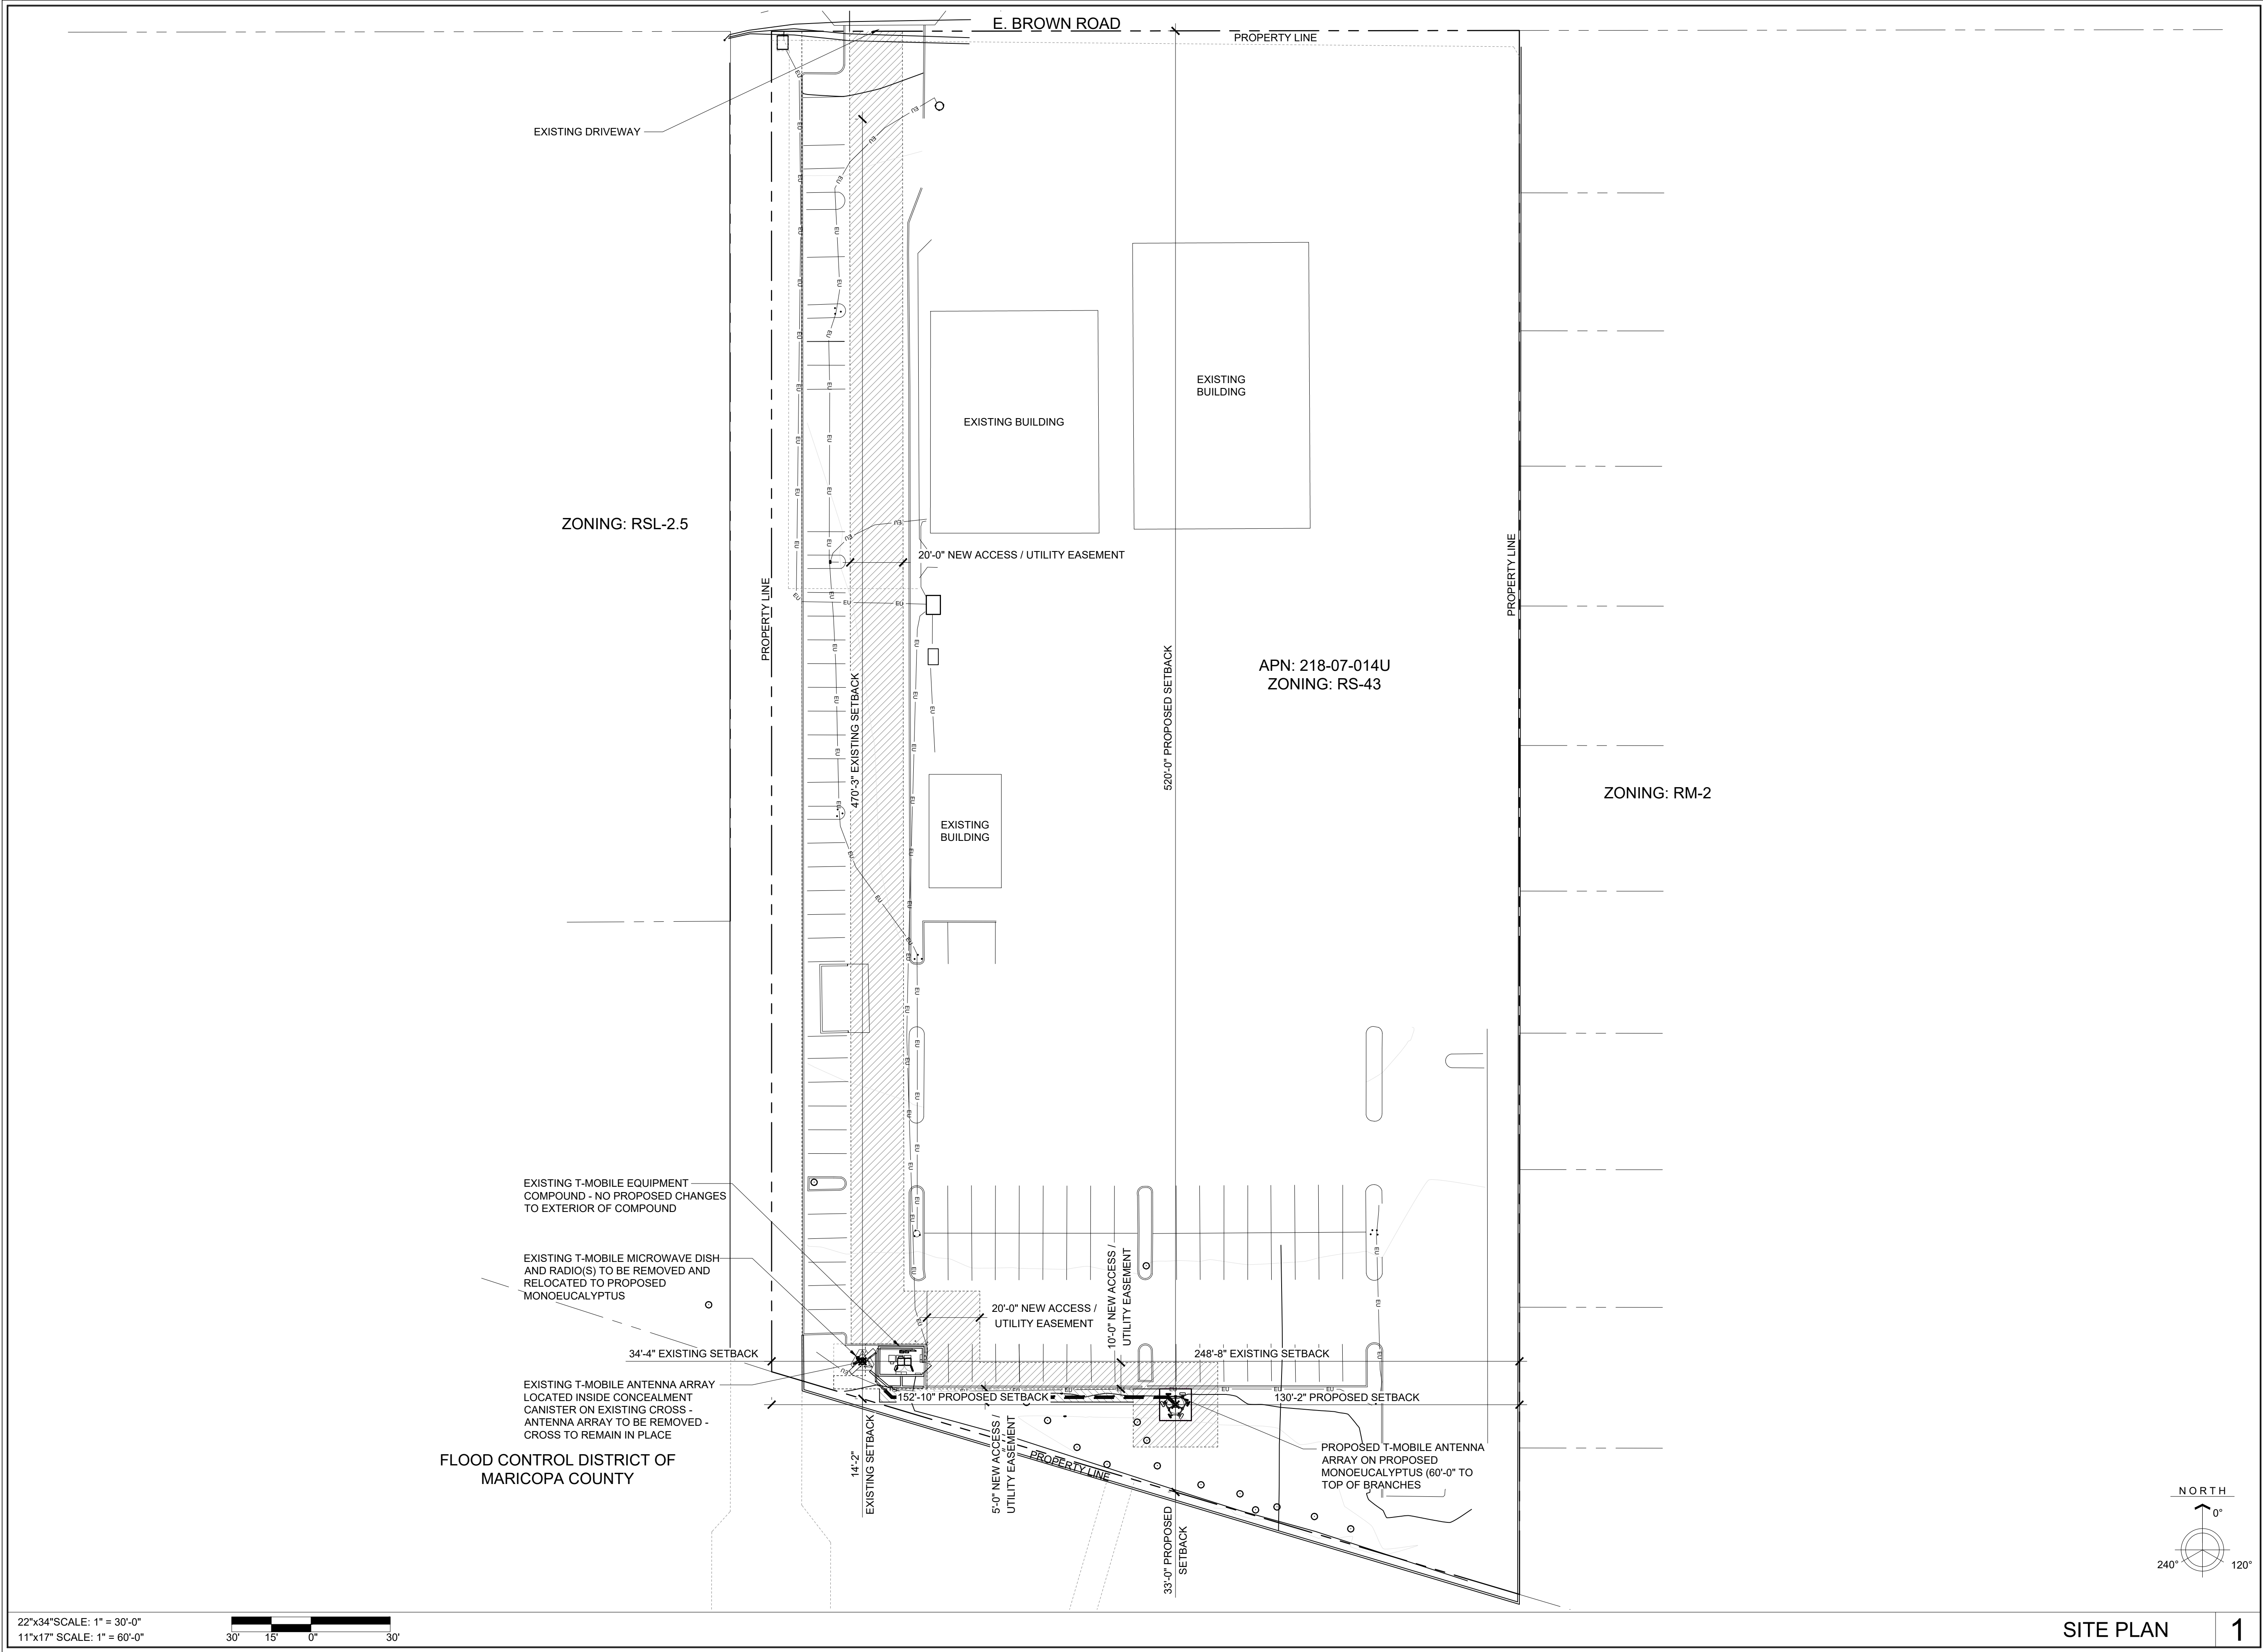 E. BROWN ROAD
PROPERTY LINE
EXISTING DRIVEWAY
EXISTING
BUILDING
EXISTING BUILDING
ZONING: RSL-2.5
20'-0" NEW ACCESS / UTILITY EASEMENT
PROPERTY LINE
PROPERTY LINE
470'-3" EXISTING SETBACK
520'-0" PROPOSED SETBACK
APN: 218-07-014U
ZONING: RS-43
ZONING: RM-2
EXISTING
BUILDING
EXISTING T-MOBILE EQUIPMENT
COMPOUND - NO PROPOSED CHANGES
TO EXTERIOR OF COMPOUND
EXISTING T-MOBILE MICROWAVE DISH
AND RADIO(S) TO BE REMOVED AND
RELOCATED TO PROPOSED
MONOEUCALYPTUS
20'-0" NEW ACCESS /
UTILITY EASEMENT
10'-0" NEW ACCESS /
UTILITY EASEMENT
34'-4" EXISTING SETBACK
248'-8" EXISTING SETBACK
EXISTING T-MOBILE ANTENNA ARRAY
LOCATED INSIDE CONCEALMENT
CANISTER ON EXISTING CROSS -
ANTENNA ARRAY TO BE REMOVED -
CROSS TO REMAIN IN PLACE
152'-10" PROPOSED SETBACK
130'-2" PROPOSED SETBACK
FLOOD CONTROL DISTRICT OF
MARICOPA COUNTY
14'-2"
EXISTING SETBACK
5'-0" NEW ACCESS /
UTILITY EASEMENT
PROPERTY LINE
33'-0" PROPOSED
SETBACK
PROPOSED T-MOBILE ANTENNA
ARRAY ON PROPOSED
MONOEUCALYPTUS (60'-0" TO
TOP OF BRANCHES
NORTH
0°
240°
120°
22"x34"SCALE: 1" = 30'-0"
11"x17" SCALE: 1" = 60'-0"
30' 15' 0" 30'
SITE PLAN
1